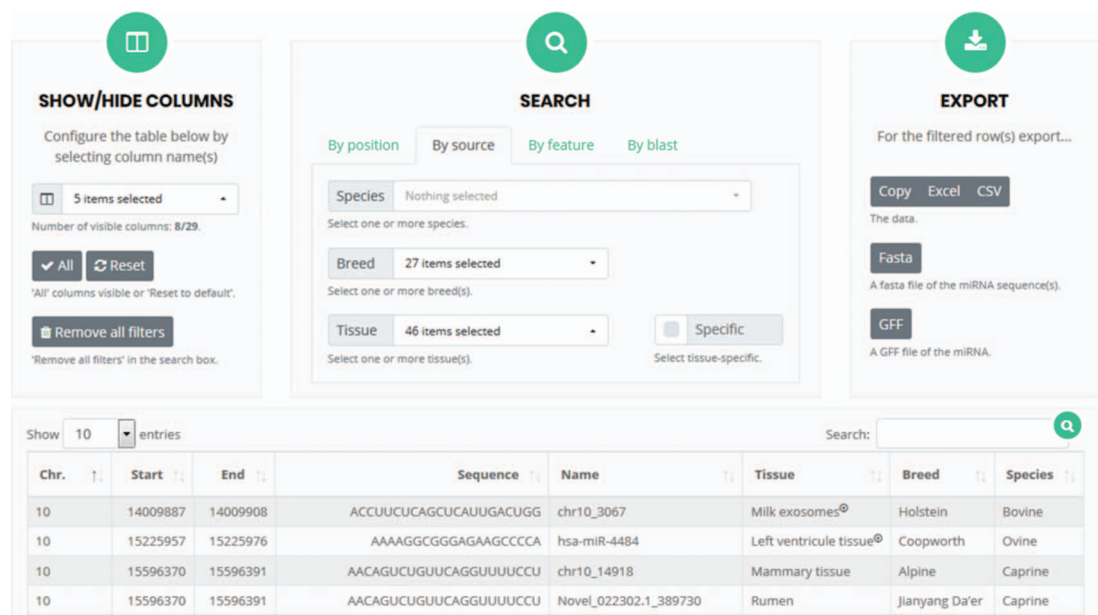 SHOW/HIDE COLUMNS
Configure the table below by
selecting column name(s)
5 items selected
Number of visible columns: 8/29.
All Reset
'All' columns visible or 'Reset to default'.
Remove all filters
'Remove all filters' in the search box.
SEARCH
By position By source By feature By blast
Species Nothing selected
Select one or more species.
Breed 27 items selected
Select one or more breed(s).
Tissue 46 items selected Specific
Select one or more tissue(s). Select tissue-specific.
EXPORT
For the filtered row(s) export...
Copy Excel CSV
The data.
Fasta
A fasta file of the miRNA sequence(s).
GFF
A GFF file of the miRNA.
Show 10 entries Search:
Chr. Start End Sequence Name Tissue Breed Species
10 14009887 14009908 ACCUUCUCAGCUCAUUGACUGG chr10_3067 Milk exosomes Holstein Bovine
10 15225957 15225976 AAAAGGCGGGAGAAGCCCCA hsa-miR-4484 Left ventricule tissue Coopworth Ovine
10 15596370 15596391 AACAGUCUGUUCAGGUUUUCCU chr10_14918 Mammary tissue Alpine Caprine
10 15596370 15596391 AACAGUCUGUUCAGGUUUUCCU Novel_022302.1_389730 Rumen Jianyang Da'er Caprine